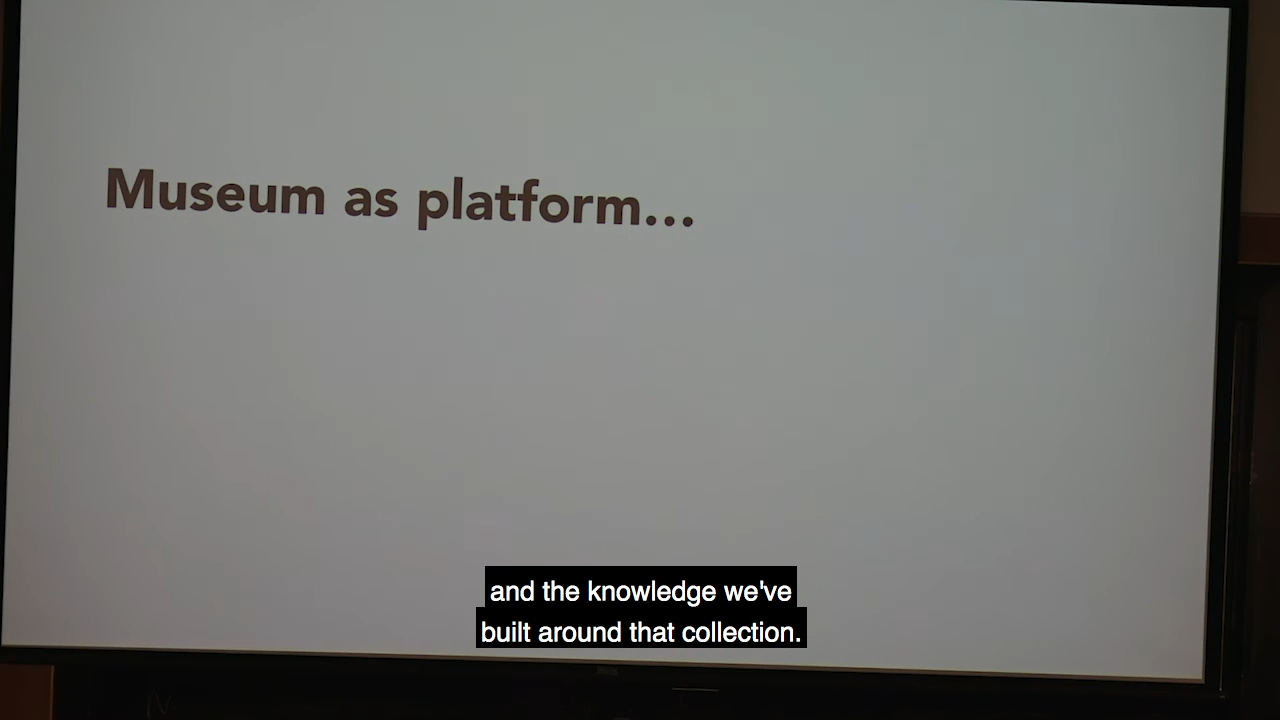 Museum as platform...
and the knowledge we've
built around that collection.